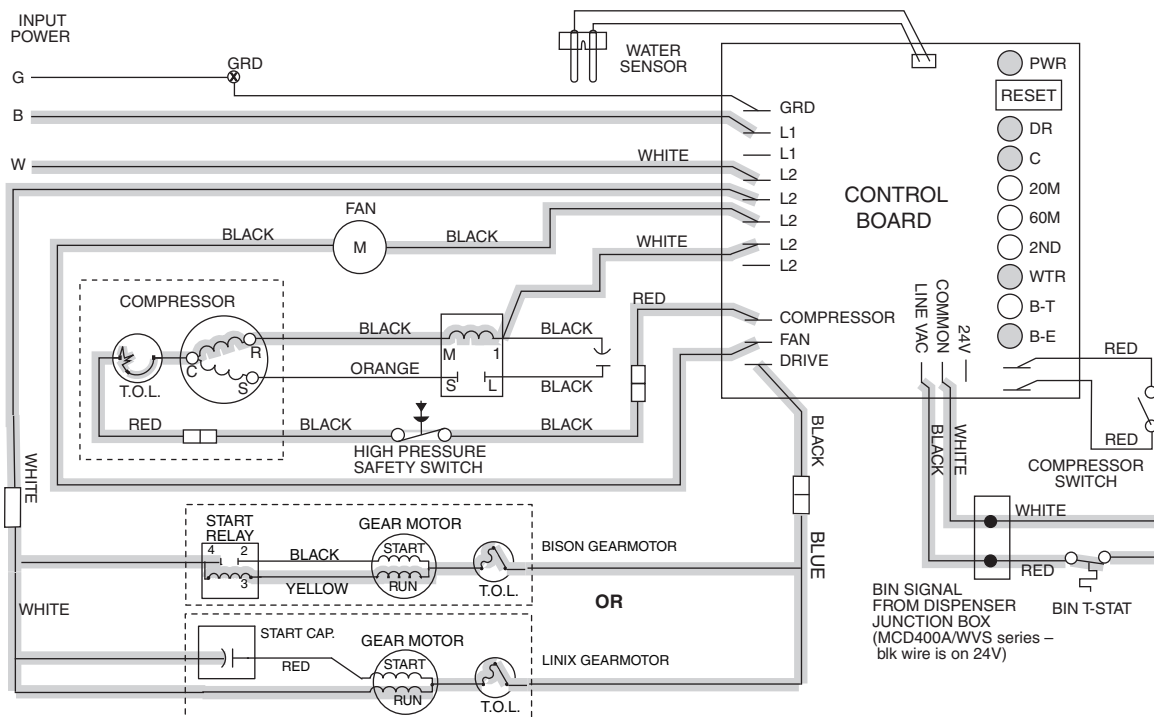 INPUT
POWER
G
GRD
B
W
WATER
SENSOR
GRD
L1
L1
L2
L2
L2
L2
L2
WHITE
WHITE
CONTROL
BOARD
PWR
RESET
DR
C
20M
60M
2ND
WTR
B-T
B-E
FAN
M
BLACK
BLACK
COMPRESSOR
R
C
S
T.O.L.
BLACK
ORANGE
M
1
S
L
BLACK
BLACK
RED
COMPRESSOR
FAN
DRIVE
LINE VAC
COMMON
24V
RED
RED
COMPRESSOR
SWITCH
RED
BLACK
BLACK
HIGH PRESSURE
SAFETY SWITCH
BLACK
BLUE
BLACK
WHITE
WHITE
RED
BIN T-STAT
BIN SIGNAL
FROM DISPENSER
JUNCTION BOX
(MCD400A/WVS series –
blk wire is on 24V)
WHITE
WHITE
START
RELAY
4
2
3
BLACK
YELLOW
GEAR MOTOR
START
RUN
T.O.L.
BISON GEARMOTOR
OR
START CAP.
RED
GEAR MOTOR
START
RUN
T.O.L.
LINIX GEARMOTOR